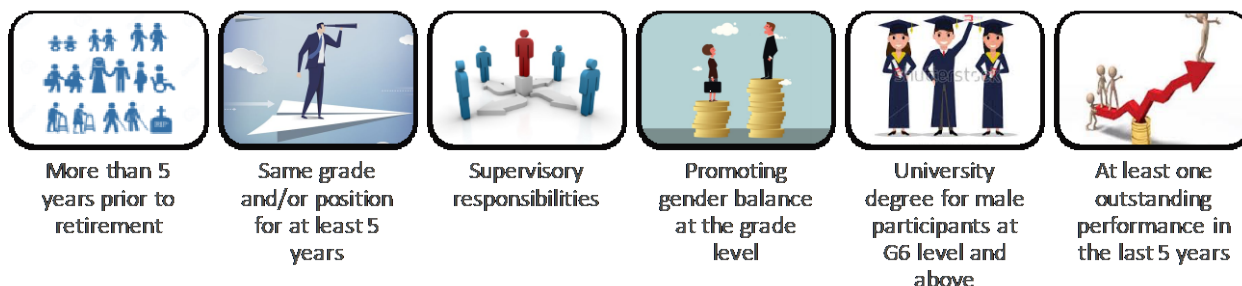 More than 5
years prior to
retirement
Same grade
and/or position
for at least 5
years
Supervisory
responsibilities
Promoting
gender balance
at the grade
level
shutterstock
University
degree for male
participants at
G6 level and
above
At least one
outstanding
performance in
the last 5 years